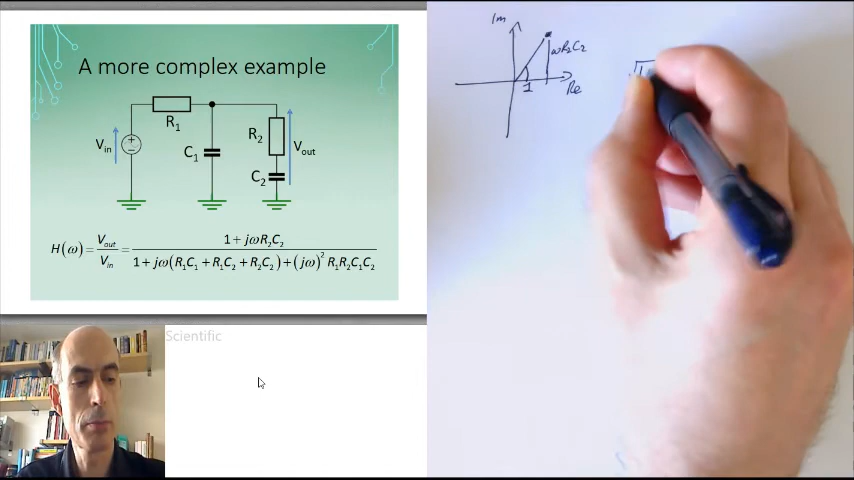 A more complex example
R1
Vin
C1
R2
Vout
C2
H(ω) = Vout / Vin = 1 + jωR2C2 / 1 + jω(R1C1 + R1C2 + R2C2) + (jω)^2 R1R2C1C2
Scientific
Im
ωR2C2
1
Re